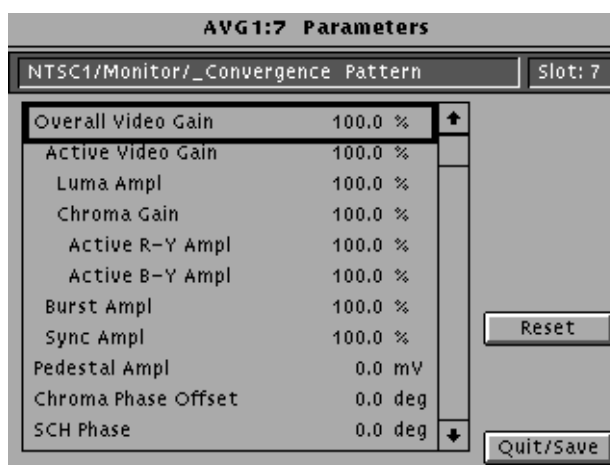 AVG1:7 Parameters
NTSC1/Monitor/_Convergence Pattern Slot: 7
Overall Video Gain 100.0 %
Active Video Gain 100.0 %
Luma Ampl 100.0 %
Chroma Gain 100.0 %
Active R-Y Ampl 100.0 %
Active B-Y Ampl 100.0 %
Burst Ampl 100.0 %
Sync Ampl 100.0 %
Pedestal Ampl 0.0 mV
Chroma Phase Offset 0.0 deg
SCH Phase 0.0 deg
Reset
Quit/Save